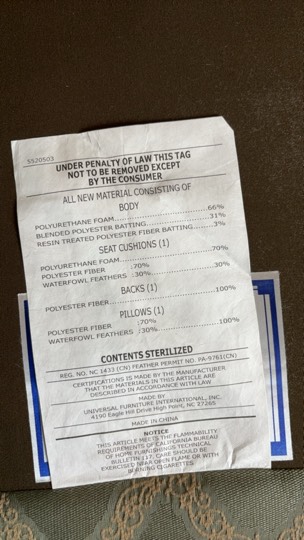 S520503
UNDER PENALTY OF LAW THIS TAG
NOT TO BE REMOVED EXCEPT
BY THE CONSUMER
ALL NEW MATERIAL CONSISTING OF
BODY
POLYURETHANE FOAM..................66%
BLENDED POLYESTER BATTING..................31%
RESIN TREATED POLYESTER FIBER BATTING........3%
SEAT CUSHIONS (1)
POLYURETHANE FOAM..................70%
POLYESTER FIBER :70%
WATERFOWL FEATHERS :30%..................30%
BACKS (1)
POLYESTER FIBER..................100%
PILLOWS (1)
POLYESTER FIBER :70%
WATERFOWL FEATHERS :30%..................100%
CONTENTS STERILIZED
REG. NO. NC 1433 (CN) FEATHER PERMIT NO. PA-9761(CN)
CERTIFICATIONS IS MADE BY THE MANUFACTURER
THAT THE MATERIALS IN THIS ARTICLE ARE
DESCRIBED IN ACCORDANCE WITH LAW
MADE BY
UNIVERSAL FURNITURE INTERNATIONAL, INC.
4190 Eagle Hill Drive High Point, NC 27265
MADE IN CHINA
NOTICE
THIS ARTICLE MEETS THE FLAMMABILITY
REQUIREMENTS OF CALIFORNIA BUREAU
OF HOME FURNISHINGS TECHNICAL
BULLETIN 117. CARE SHOULD BE
EXERCISED NEAR OPEN FLAME OR WITH
BURNING CIGARETTES.